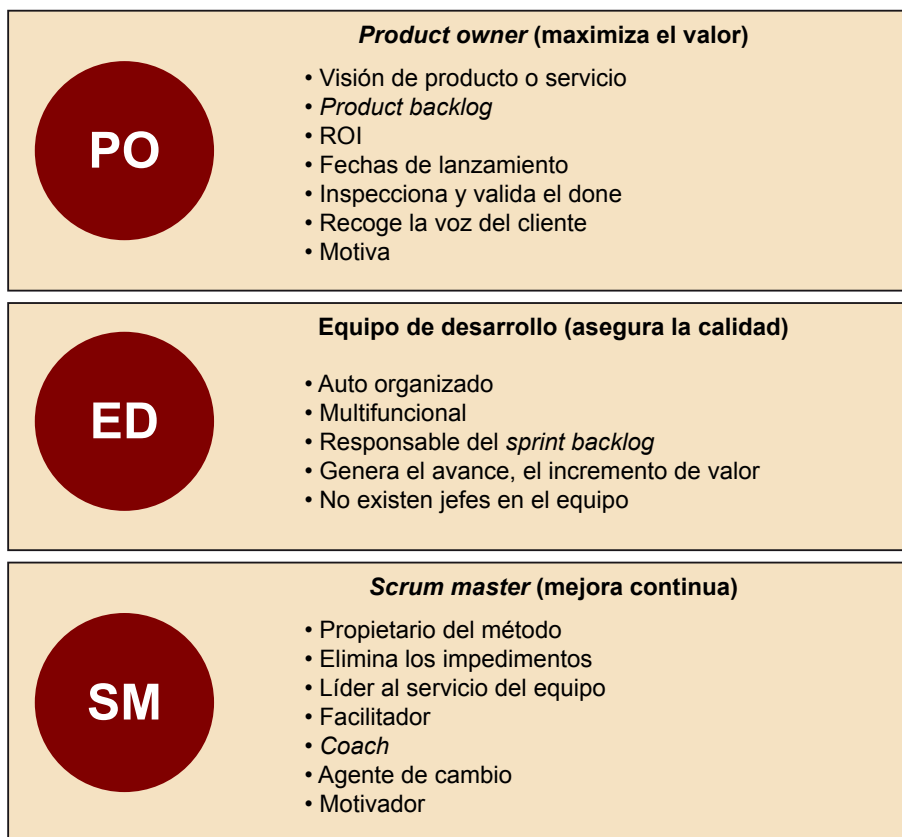 PO
Product owner (maximiza el valor)
• Visión de producto o servicio
• Product backlog
• ROI
• Fechas de lanzamiento
• Inspecciona y valida el done
• Recoge la voz del cliente
• Motiva
ED
Equipo de desarrollo (asegura la calidad)
• Auto organizado
• Multifuncional
• Responsable del sprint backlog
• Genera el avance, el incremento de valor
• No existen jefes en el equipo
SM
Scrum master (mejora continua)
• Propietario del método
• Elimina los impedimentos
• Líder al servicio del equipo
• Facilitador
• Coach
• Agente de cambio
• Motivador